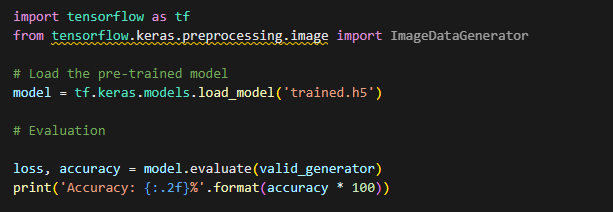 import tensorflow as tf
from tensorflow.keras.preprocessing.image import ImageDataGenerator
# Load the pre-trained model
model = tf.keras.models.load_model('trained.h5')
# Evaluation
loss, accuracy = model.evaluate(valid_generator)
print('Accuracy: {:.2f}%'.format(accuracy * 100))